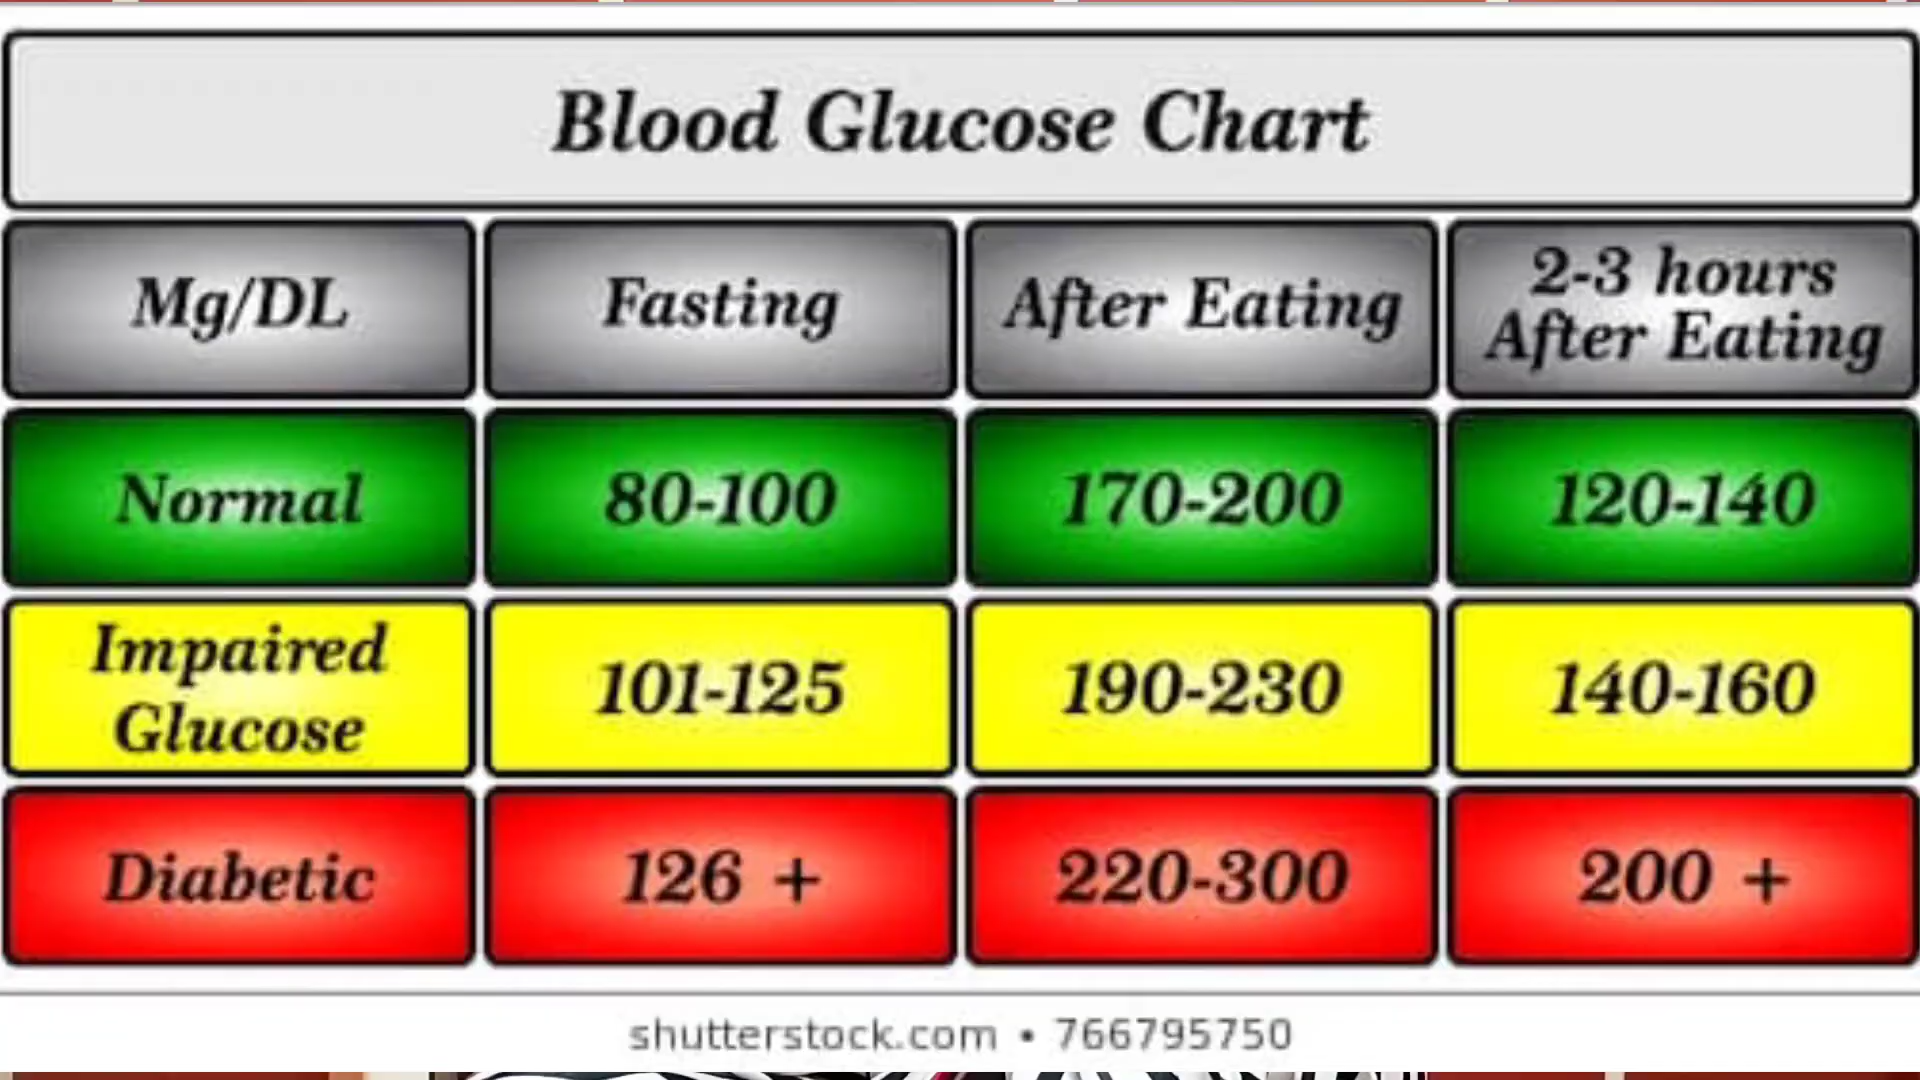 Blood Glucose Chart
Mg/DL
Fasting
After Eating
2-3 hours
After Eating
Normal
80-100
170-200
120-140
Impaired
Glucose
101-125
190-230
140-160
Diabetic
126 +
220-300
200 +
shutterstock.com • 766795750